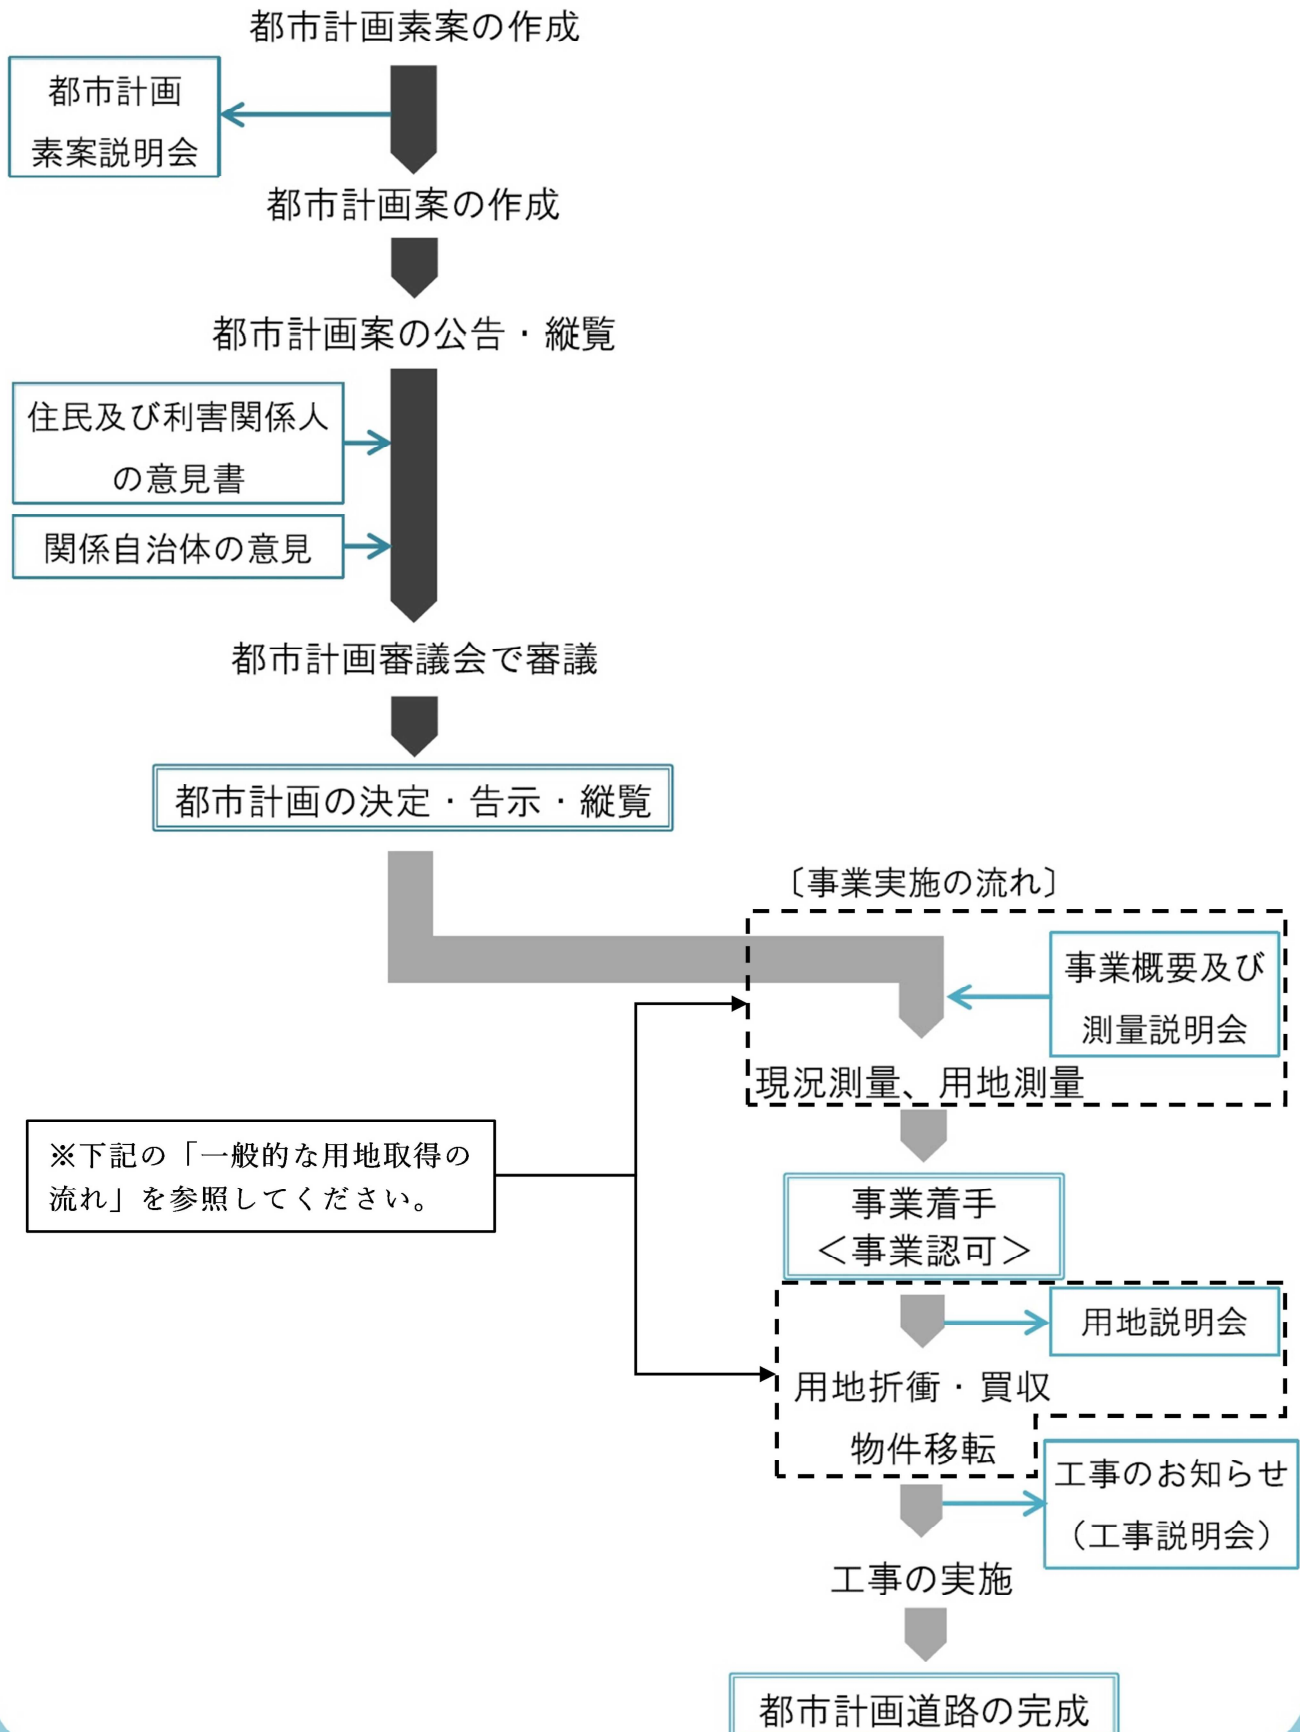 都市計画素案の作成
都市計画
素案説明会
都市計画案の作成
都市計画案の公告・縦覧
住民及び利害関係人
の意見書
関係自治体の意見
都市計画審議会で審議
都市計画の決定・告示・縦覧
〔事業実施の流れ〕
事業概要及び
測量説明会
現況測量、用地測量
※下記の「一般的な用地取得の
流れ」を参照してください。
事業着手
＜事業認可＞
用地説明会
用地折衝・買収
物件移転
工事のお知らせ
（工事説明会）
工事の実施
都市計画道路の完成